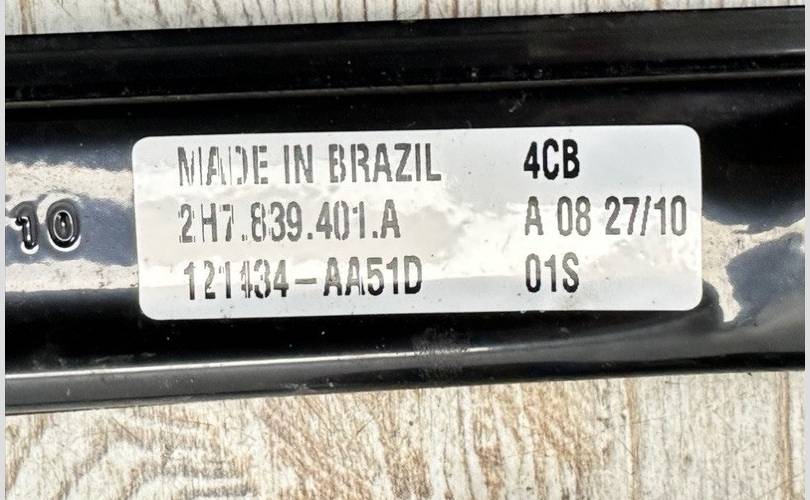 MADE IN BRAZIL 4CB
2H7.839.401.A A 08 27/10
121434-AA51D 01S
10